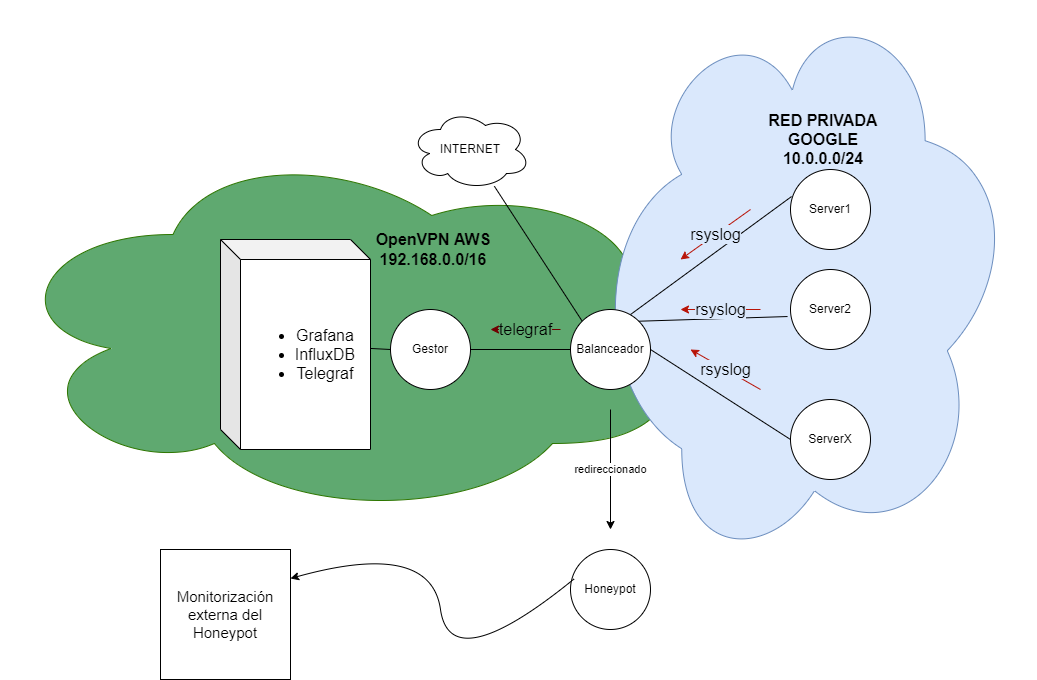 RED PRIVADA
GOOGLE
10.0.0.0/24
INTERNET
Server1
rsyslog
OpenVPN AWS
192.168.0.0/16
rsyslog
Server2
telegraf
Grafana
InfluxDB
Telegraf
Gestor
Balanceador
rsyslog
ServerX
redireccionado
Honeypot
Monitorización
externa del
Honeypot